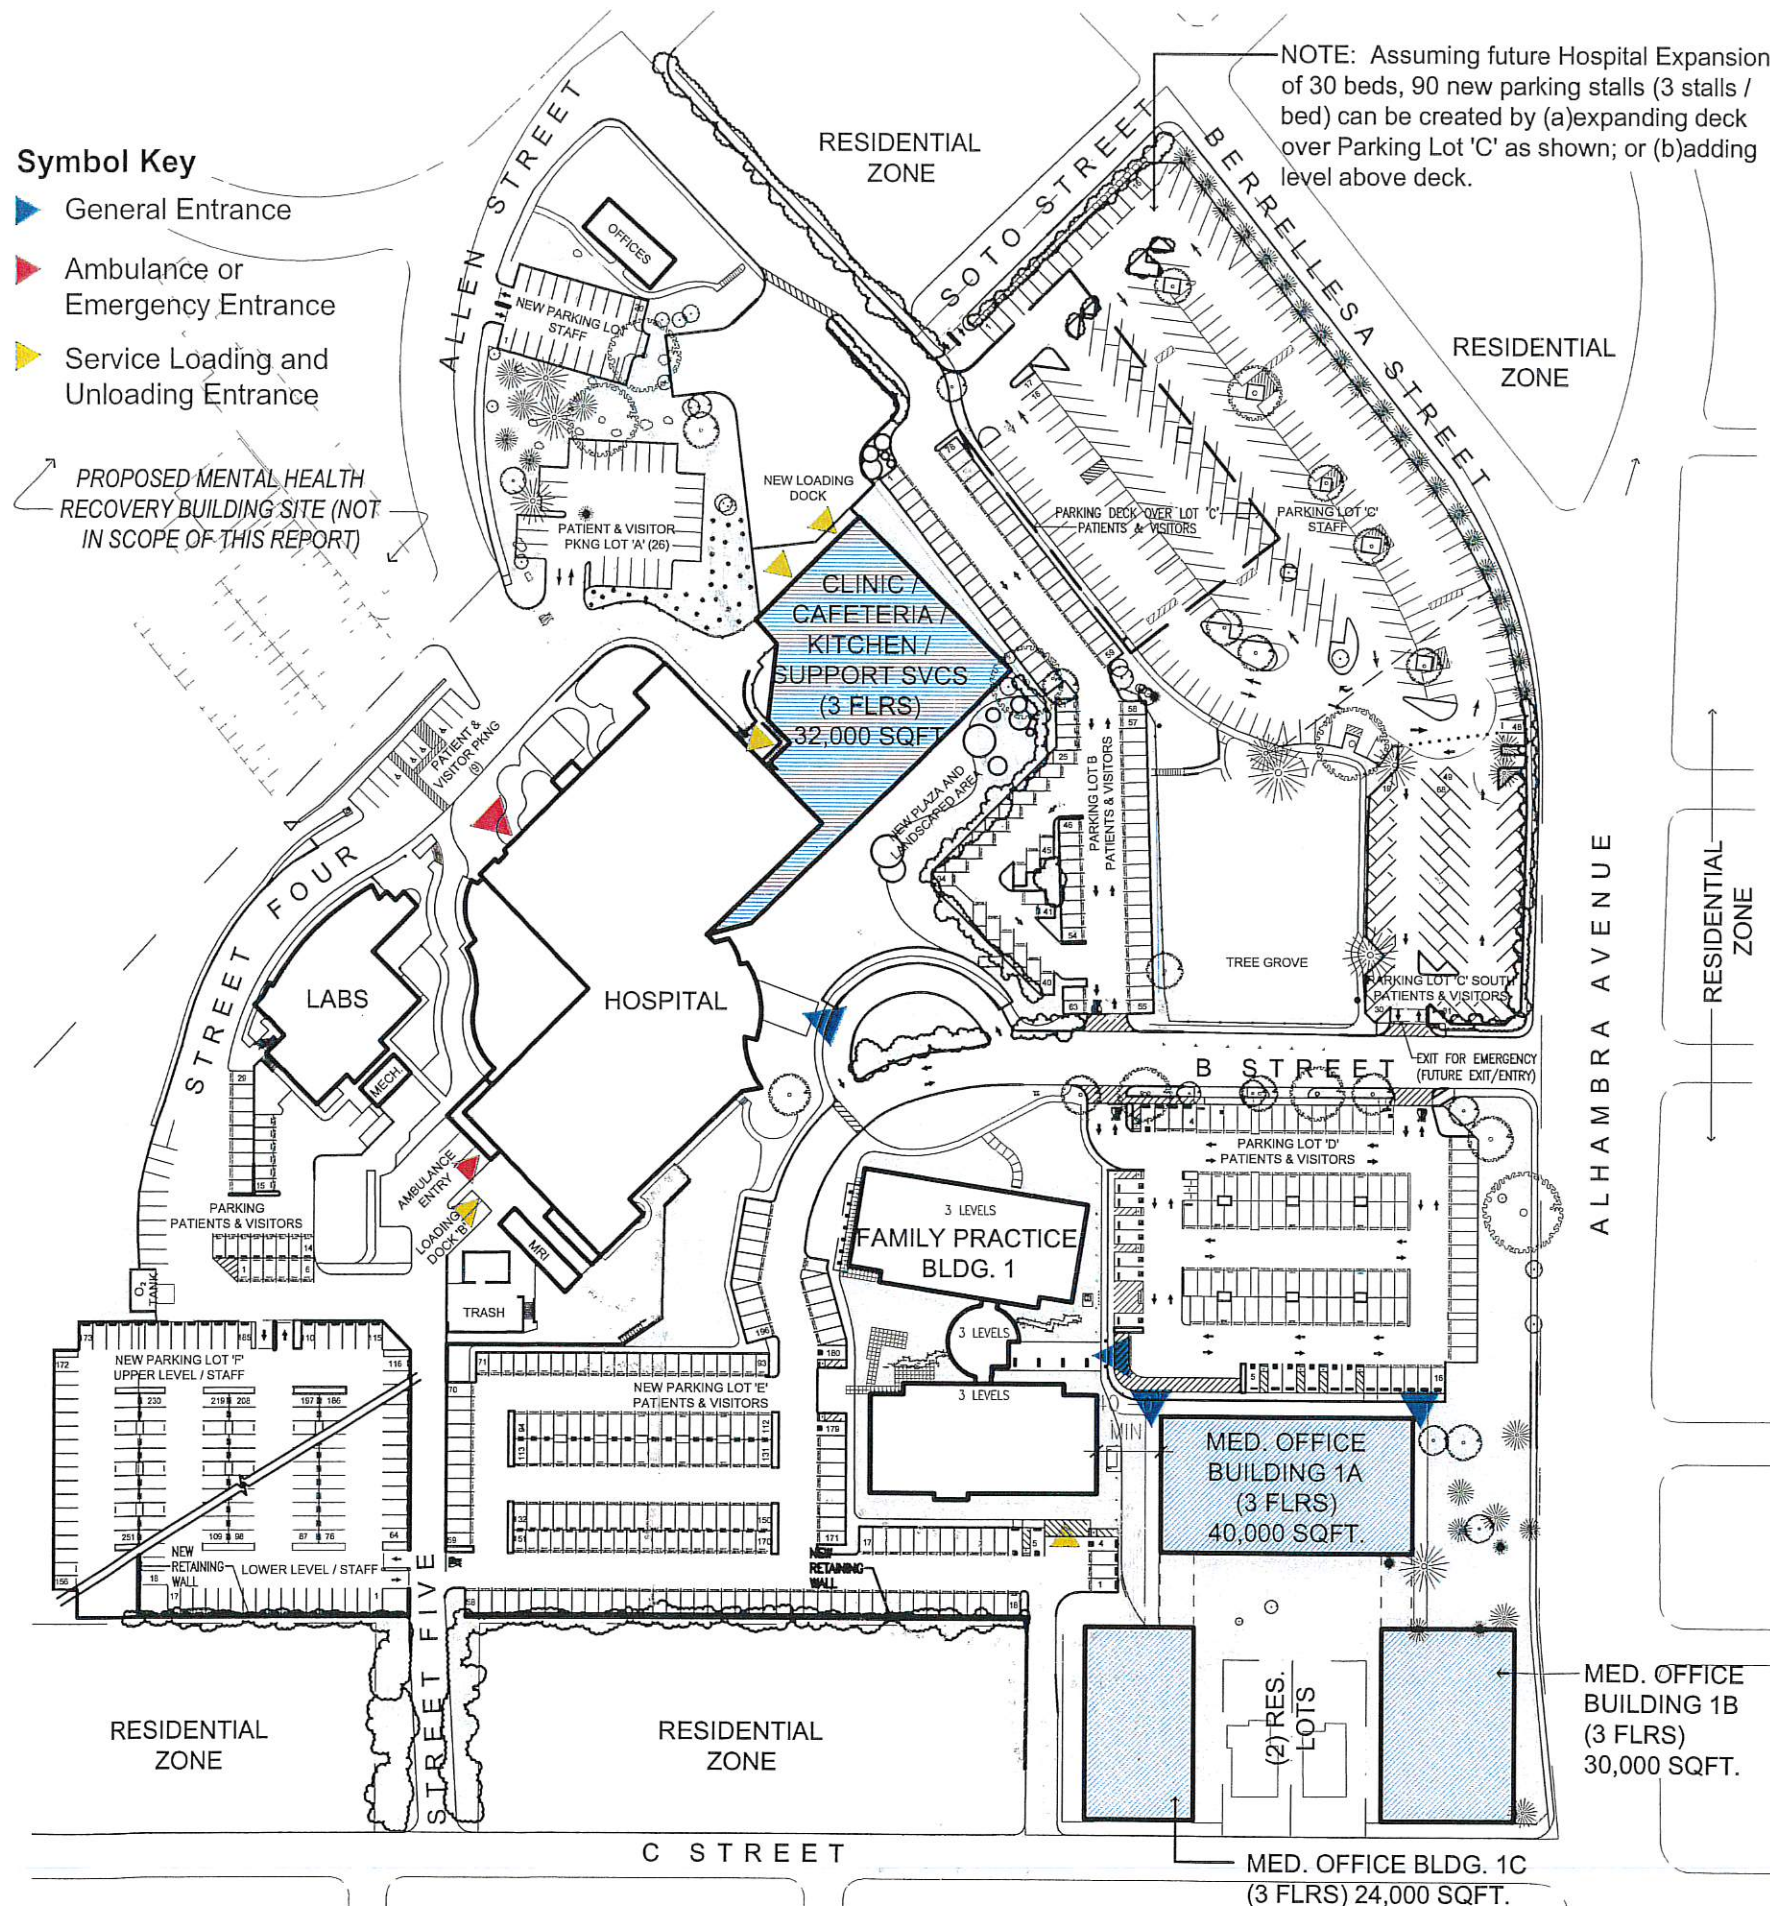 NOTE: Assuming future Hospital Expansion
of 30 beds, 90 new parking stalls (3 stalls /
bed) can be created by (a)expanding deck
over Parking Lot 'C' as shown; or (b)adding
level above deck.
Symbol Key
General Entrance
Ambulance or
Emergency Entrance
Service Loading and
Unloading Entrance
PROPOSED MENTAL HEALTH
RECOVERY BUILDING SITE (NOT
IN SCOPE OF THIS REPORT)
ALLEN STREET
OFFICES
NEW PARKING LOT
STAFF
RESIDENTIAL
ZONE
SOTO STREET
BERRELLESA STREET
RESIDENTIAL
ZONE
PATIENT & VISITOR
PKNG LOT 'A' (26)
NEW LOADING
DOCK
PARKING DECK OVER LOT 'C'
PATIENTS & VISITORS
PARKING LOT 'C'
STAFF
CLINIC /
CAFETERIA /
KITCHEN /
SUPPORT SVCS
(3 FLRS)
32,000 SQFT
PATIENT &
VISITOR PKNG
(9)
NEW PLAZA AND
LANDSCAPED AREA
PARKING LOT B
PATIENTS & VISITORS
STREET FOUR
LABS
MECH.
HOSPITAL
TREE GROVE
PARKING LOT 'C' SOUTH
PATIENTS & VISITORS
EXIT FOR EMERGENCY
(FUTURE EXIT/ENTRY)
B STREET
ALHAMBRA AVENUE
RESIDENTIAL
ZONE
PARKING
PATIENTS & VISITORS
AMBULANCE
ENTRY
LOADING
DOCK 'B'
MRI
TRASH
O2
TANK
3 LEVELS
FAMILY PRACTICE
BLDG. 1
3 LEVELS
3 LEVELS
PARKING LOT 'D'
PATIENTS & VISITORS
NEW PARKING LOT 'F'
UPPER LEVEL / STAFF
LOWER LEVEL / STAFF
NEW
RETAINING
WALL
NEW PARKING LOT 'E'
PATIENTS & VISITORS
NEW
RETAINING
WALL
MIN
MED. OFFICE
BUILDING 1A
(3 FLRS)
40,000 SQFT.
STREET FIVE
RESIDENTIAL
ZONE
RESIDENTIAL
ZONE
(2) RES.
LOTS
MED. OFFICE
BUILDING 1B
(3 FLRS)
30,000 SQFT.
C STREET
MED. OFFICE BLDG. 1C
(3 FLRS) 24,000 SQFT.